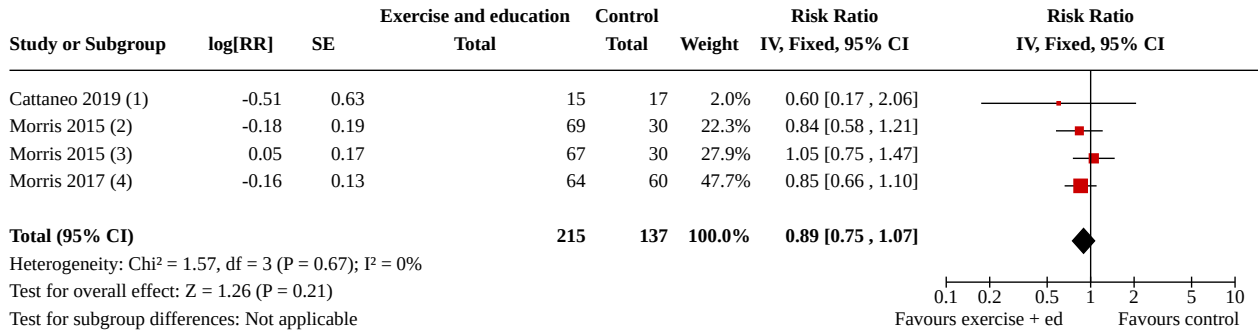 Exercise and education Control Risk Ratio Risk Ratio
Study or Subgroup log[RR] SE Total Total Weight IV, Fixed, 95% CI IV, Fixed, 95% CI
Cattaneo 2019 (1) -0.51 0.63 15 17 2.0% 0.60 [0.17 , 2.06]
Morris 2015 (2) -0.18 0.19 69 30 22.3% 0.84 [0.58 , 1.21]
Morris 2015 (3) 0.05 0.17 67 30 27.9% 1.05 [0.75 , 1.47]
Morris 2017 (4) -0.16 0.13 64 60 47.7% 0.85 [0.66 , 1.10]
Total (95% CI) 215 137 100.0% 0.89 [0.75 , 1.07]
Heterogeneity: Chi² = 1.57, df = 3 (P = 0.67); I² = 0%
Test for overall effect: Z = 1.26 (P = 0.21)
Test for subgroup differences: Not applicable
0.1 0.2 0.5 1 2 5 10
Favours exercise + ed Favours control